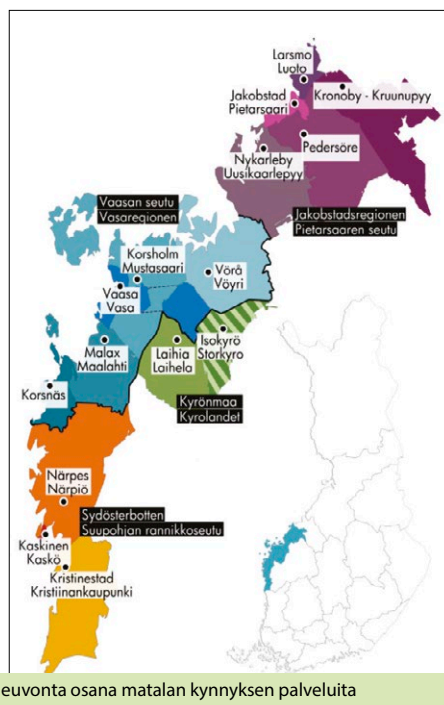 Larsmo
Luoto
Kronoby - Kruunupyy
Jakobstad
Pietarsaari
Pedersöre
Nykarleby
Uusikaarlepyy
Vaasan seutu
Vasaregionen
Jakobstadsregionen
Pietarsaaren seutu
Korsholm
Mustasaari
Vörå
Vöyri
Vaasa
Vasa
Isokyrö
Storkyro
Malax
Maalahti
Laihia
Laihela
Korsnäs
Kyrönmaa
Kyrolandet
Närpes
Närpiö
Sydösterbotten
Suupohjan rannikkoseutu
Kaskinen
Kaskö
Kristinestad
Kristiinankaupunki
euvonta osana matalan kynnyksen palveluita